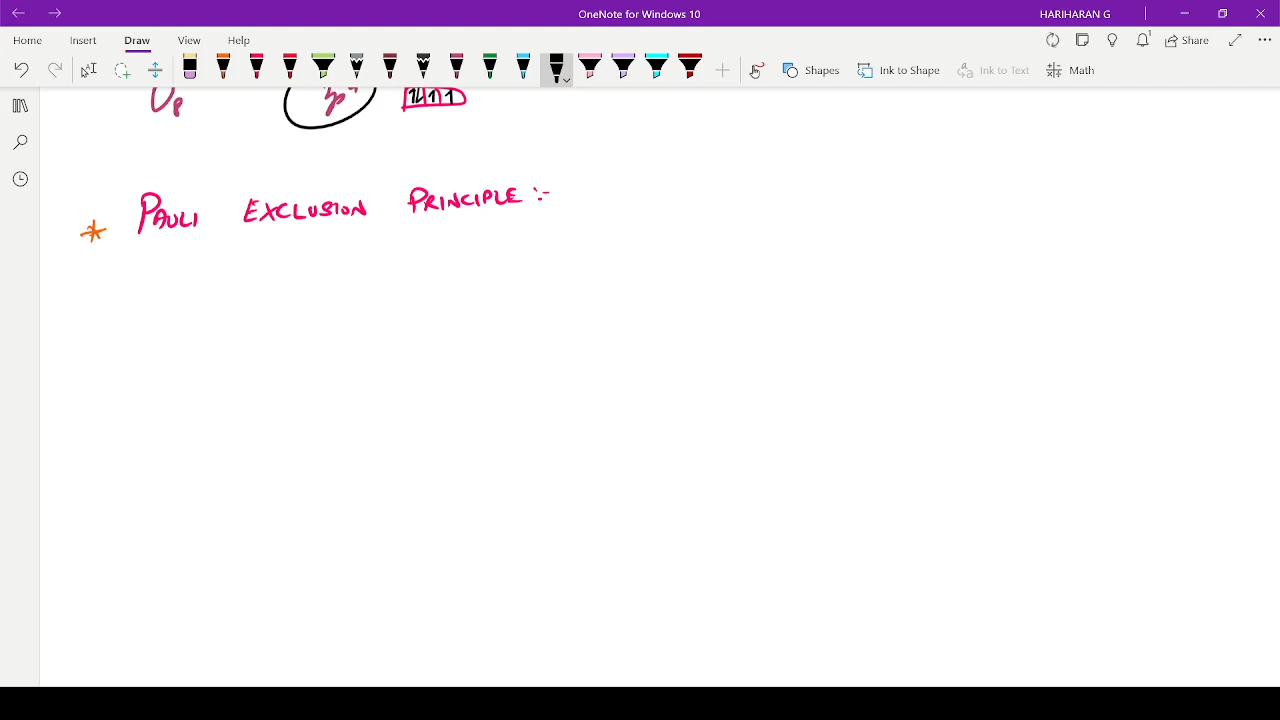 OneNote for Windows 10
HARIHARAN G
Home Insert Draw View Help
Share
Shapes Ink to Shape Ink to Text Math
* PAULI EXCLUSION PRINCIPLE :-